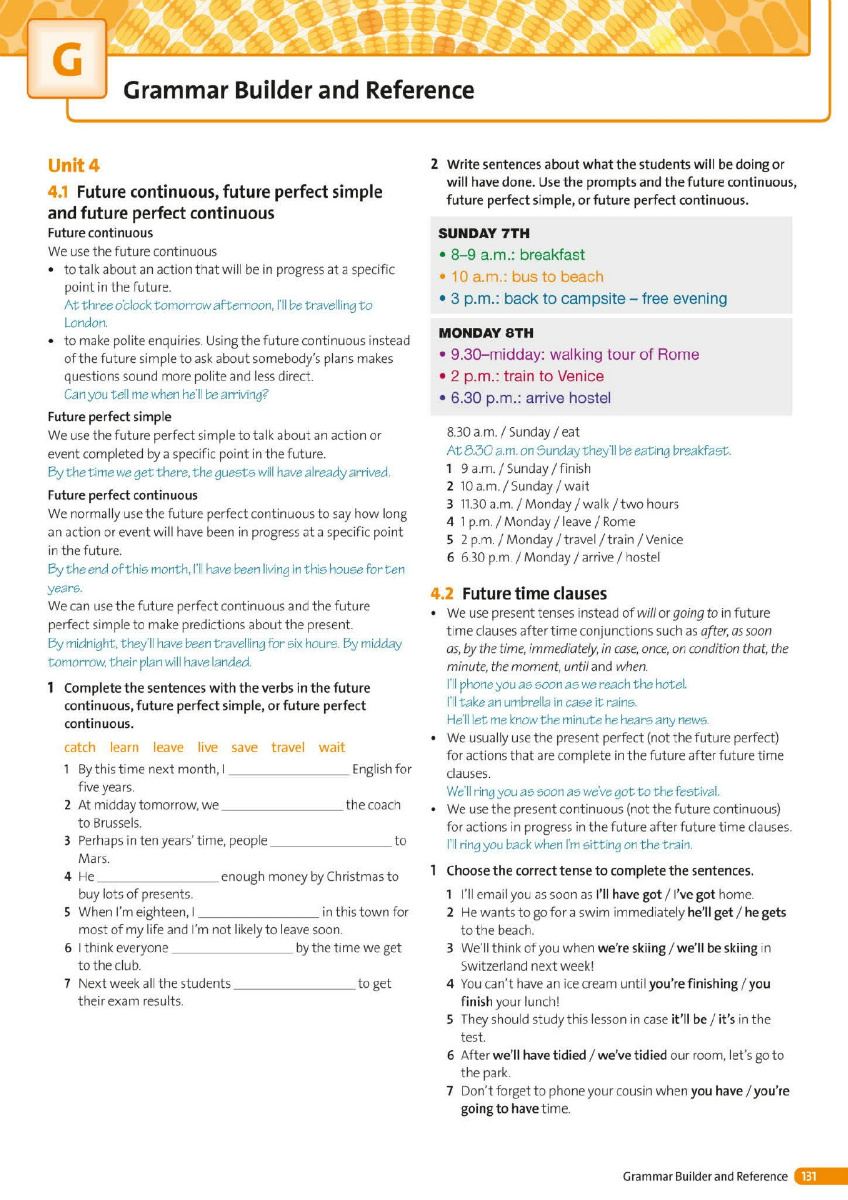 G
Grammar Builder and Reference
Unit 4
4.1 Future continuous, future perfect simple
and future perfect continuous
Future continuous
We use the future continuous
• to talk about an action that will be in progress at a specific
point in the future.
At three o'clock tomorrow afternoon, I'll be travelling to
London.
• to make polite enquiries. Using the future continuous instead
of the future simple to ask about somebody's plans makes
questions sound more polite and less direct.
Can you tell me when he'll be arriving?
Future perfect simple
We use the future perfect simple to talk about an action or
event completed by a specific point in the future.
By the time we get there, the guests will have already arrived.
Future perfect continuous
We normally use the future perfect continuous to say how long
an action or event will have been in progress at a specific point
in the future.
By the end of this month, I'll have been living in this house for ten
years.
We can use the future perfect continuous and the future
perfect simple to make predictions about the present.
By midnight, they'll have been travelling for six hours. By midday
tomorrow, their plan will have landed.
1 Complete the sentences with the verbs in the future
continuous, future perfect simple, or future perfect
continuous.
catch learn leave live save travel wait
1 By this time next month, I ____ English for
five years.
2 At midday tomorrow, we ____ the coach
to Brussels.
3 Perhaps in ten years' time, people ____ to
Mars.
4 He ____ enough money by Christmas to
buy lots of presents.
5 When I'm eighteen, I ____ in this town for
most of my life and I'm not likely to leave soon.
6 I think everyone ____ by the time we get
to the club.
7 Next week all the students ____ to get
their exam results.
2 Write sentences about what the students will be doing or
will have done. Use the prompts and the future continuous,
future perfect simple, or future perfect continuous.
SUNDAY 7TH
• 8–9 a.m.: breakfast
• 10 a.m.: bus to beach
• 3 p.m.: back to campsite – free evening
MONDAY 8TH
• 9.30–midday: walking tour of Rome
• 2 p.m.: train to Venice
• 6.30 p.m.: arrive hostel
8.30 a.m. / Sunday / eat
At 8.30 a.m. on Sunday they'll be eating breakfast.
1 9 a.m. / Sunday / finish
2 10 a.m. / Sunday / wait
3 11.30 a.m. / Monday / walk / two hours
4 1 p.m. / Monday / leave / Rome
5 2 p.m. / Monday / travel / train / Venice
6 6.30 p.m. / Monday / arrive / hostel
4.2 Future time clauses
• We use present tenses instead of will or going to in future
time clauses after time conjunctions such as after, as soon
as, by the time, immediately, in case, once, on condition that, the
minute, the moment, until and when.
I'll phone you as soon as we reach the hotel.
I'll take an umbrella in case it rains.
He'll let me know the minute he hears any news.
• We usually use the present perfect (not the future perfect)
for actions that are complete in the future after future time
clauses.
We'll ring you as soon as we've got to the festival.
• We use the present continuous (not the future continuous)
for actions in progress in the future after future time clauses.
I'll ring you back when I'm sitting on the train.
1 Choose the correct tense to complete the sentences.
1 I'll email you as soon as I'll have got / I've got home.
2 He wants to go for a swim immediately he'll get / he gets
to the beach.
3 We'll think of you when we're skiing / we'll be skiing in
Switzerland next week!
4 You can't have an ice cream until you're finishing / you
finish your lunch!
5 They should study this lesson in case it'll be / it's in the
test.
6 After we'll have tidied / we've tidied our room, let's go to
the park.
7 Don't forget to phone your cousin when you have / you're
going to have time.
Grammar Builder and Reference 131